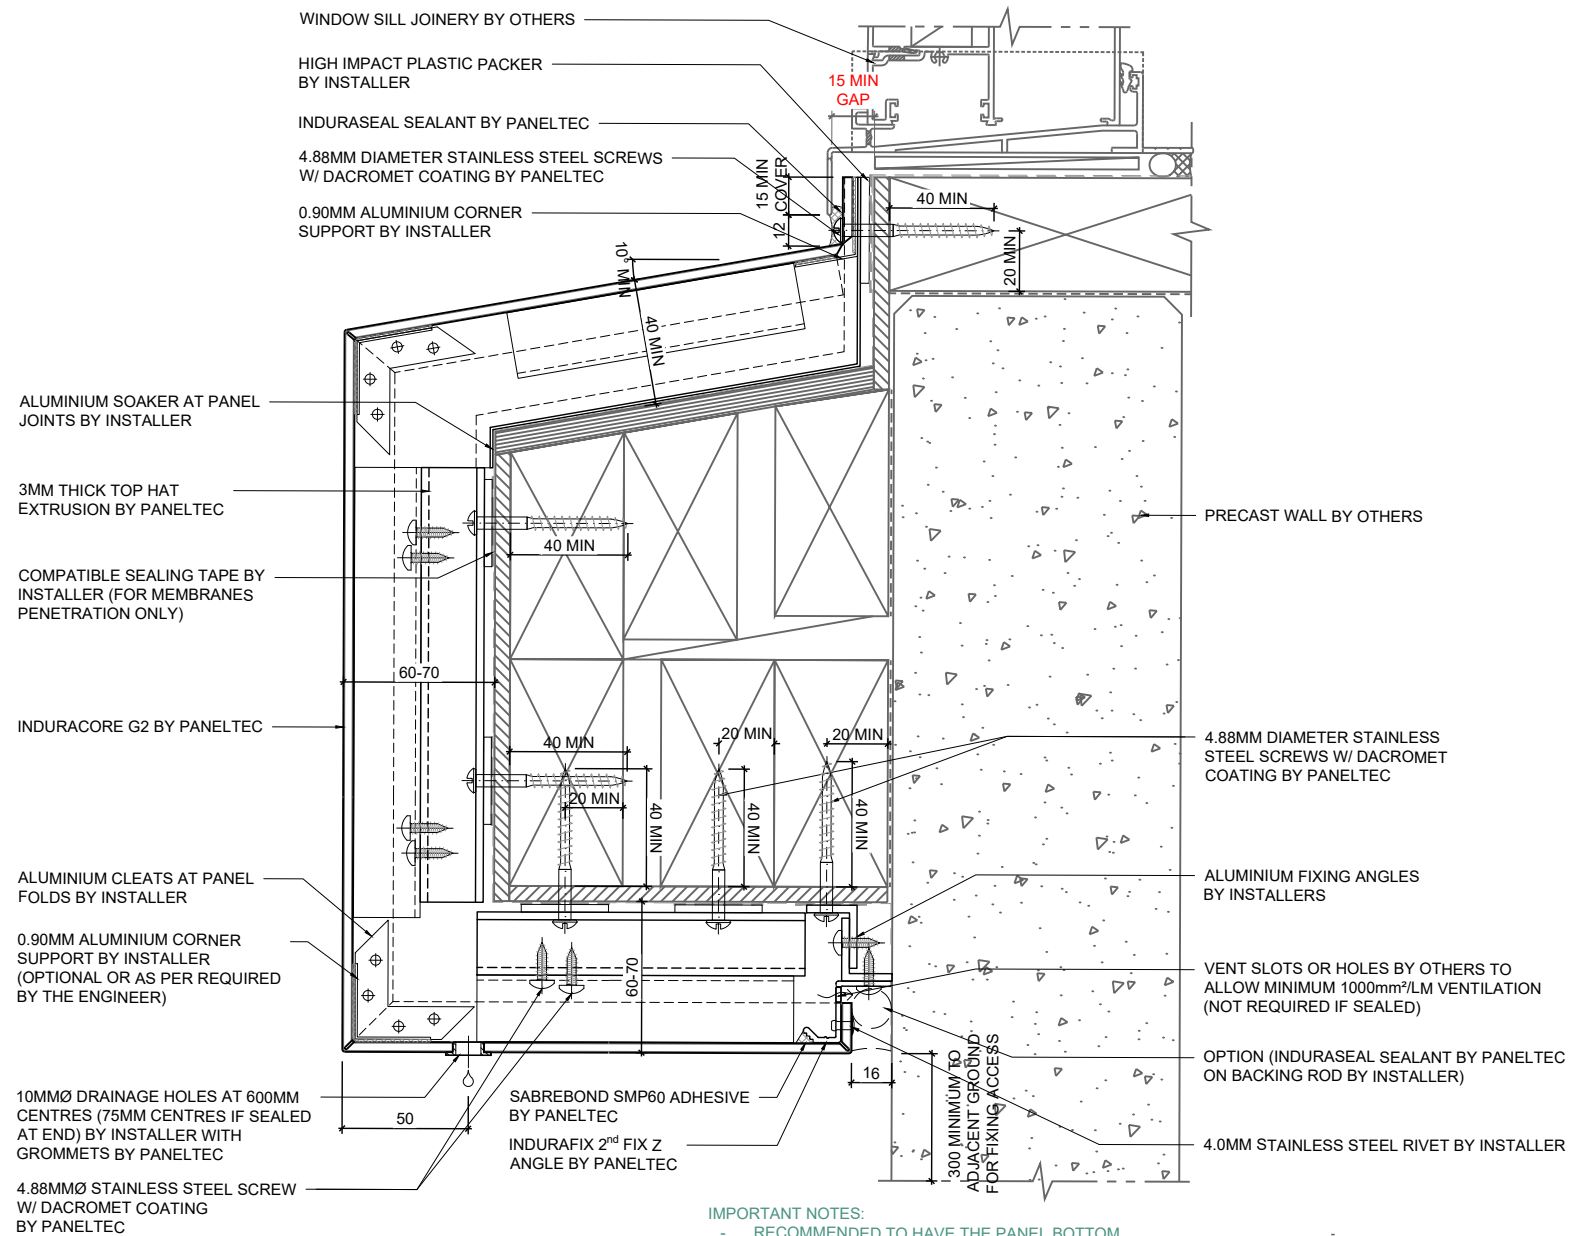 WINDOW SILL JOINERY BY OTHERS
HIGH IMPACT PLASTIC PACKER
BY INSTALLER
INDURASEAL SEALANT BY PANELTEC
4.88MM DIAMETER STAINLESS STEEL SCREWS
W/ DACROMET COATING BY PANELTEC
0.90MM ALUMINIUM CORNER
SUPPORT BY INSTALLER
15 MIN
GAP
15 MIN
COVER
12
40 MIN
20 MIN
10° MIN
40 MIN
ALUMINIUM SOAKER AT PANEL
JOINTS BY INSTALLER
3MM THICK TOP HAT
EXTRUSION BY PANELTEC
COMPATIBLE SEALING TAPE BY
INSTALLER (FOR MEMBRANES
PENETRATION ONLY)
INDURACORE G2 BY PANELTEC
ALUMINIUM CLEATS AT PANEL
FOLDS BY INSTALLER
0.90MM ALUMINIUM CORNER
SUPPORT BY INSTALLER
(OPTIONAL OR AS PER REQUIRED
BY THE ENGINEER)
10MMØ DRAINAGE HOLES AT 600MM
CENTRES (75MM CENTRES IF SEALED
AT END) BY INSTALLER WITH
GROMMETS BY PANELTEC
4.88MMØ STAINLESS STEEL SCREW
W/ DACROMET COATING
BY PANELTEC
40 MIN
60-70
40 MIN
20 MIN
20 MIN
20 MIN
40 MIN
40 MIN
40 MIN
60-70
50
16
SABREBOND SMP60 ADHESIVE
BY PANELTEC
INDURAFIX 2nd FIX Z
ANGLE BY PANELTEC
300 MINIMUM TO
ADJACENT GROUND
FOR FIXING ACCESS
PRECAST WALL BY OTHERS
4.88MM DIAMETER STAINLESS
STEEL SCREWS W/ DACROMET
COATING BY PANELTEC
ALUMINIUM FIXING ANGLES
BY INSTALLERS
VENT SLOTS OR HOLES BY OTHERS TO
ALLOW MINIMUM 1000mm²/LM VENTILATION
(NOT REQUIRED IF SEALED)
OPTION (INDURASEAL SEALANT BY PANELTEC
ON BACKING ROD BY INSTALLER)
4.0MM STAINLESS STEEL RIVET BY INSTALLER
IMPORTANT NOTES:
- RECOMMENDED TO HAVE THE PANEL BOTTOM